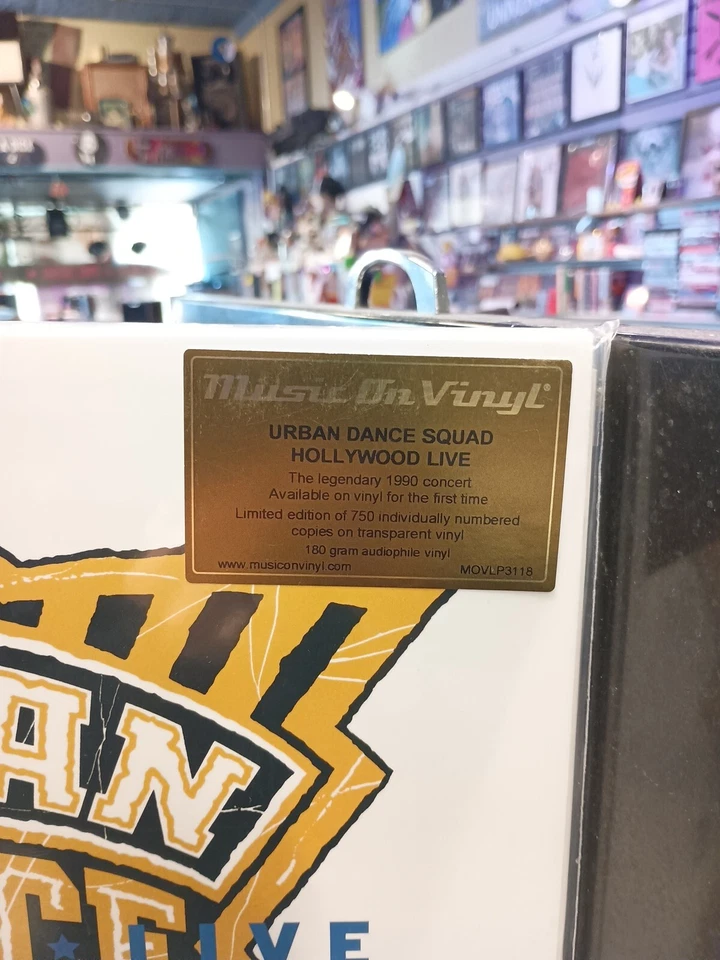 Music On Vinyl®
URBAN DANCE SQUAD
HOLLYWOOD LIVE
The legendary 1990 concert
Available on vinyl for the first time
Limited edition of 750 individually numbered
copies on transparent vinyl
180 gram audiophile vinyl
www.musiconvinyl.com MOVLP3118
AN
CE
LIVE